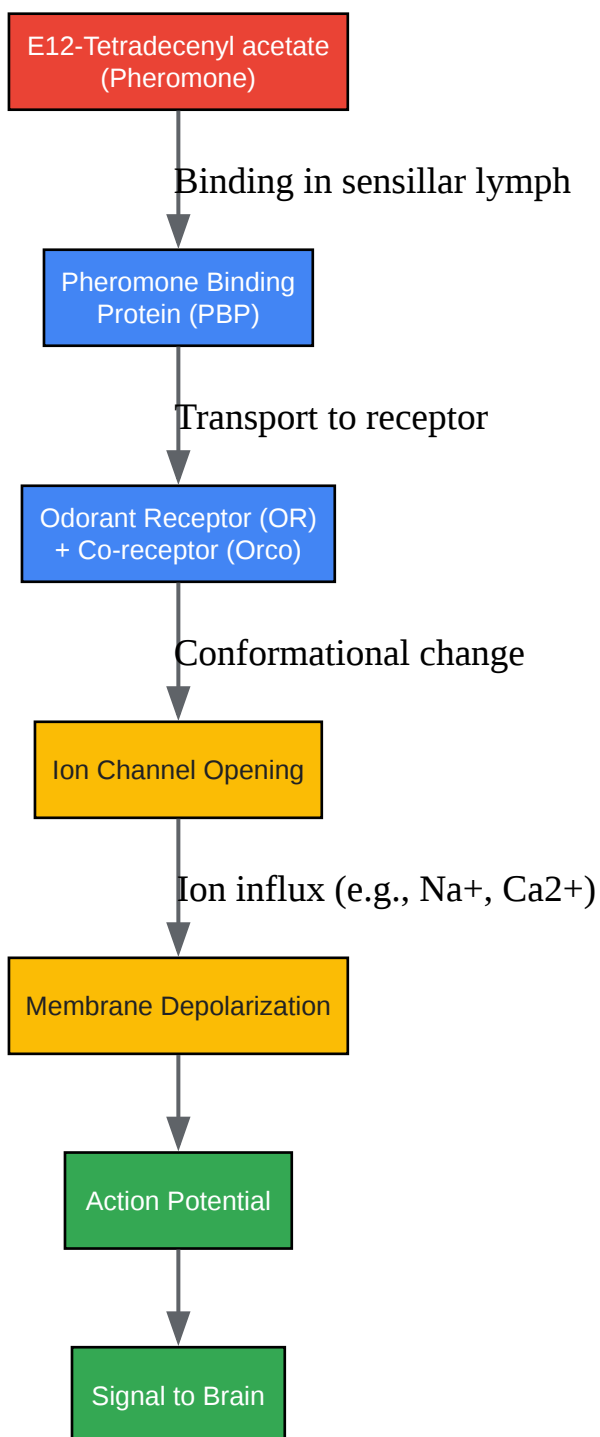 E12-Tetradecenyl acetate
(Pheromone)
Binding in sensillar lymph
Pheromone Binding
Protein (PBP)
Transport to receptor
Odorant Receptor (OR)
+ Co-receptor (Orco)
Conformational change
Ion Channel Opening
Ion influx (e.g., Na+, Ca2+)
Membrane Depolarization
Action Potential
Signal to Brain